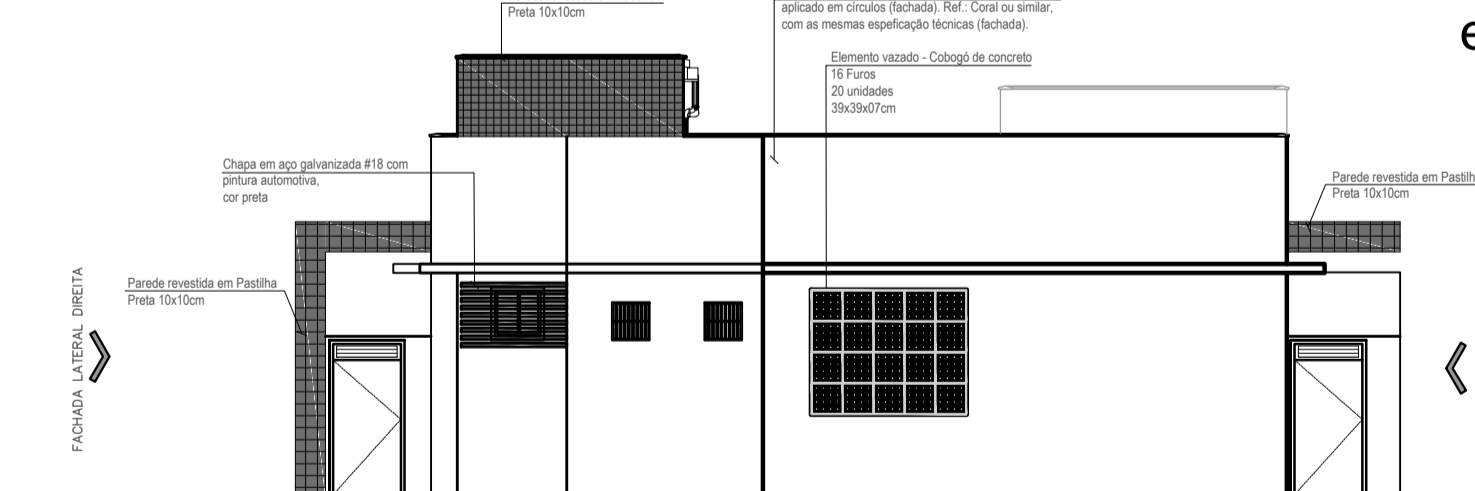 Preta 10x10cm
aplicado em círculos (fachada). Ref.: Coral ou similar,
com as mesmas espeficação técnicas (fachada).
Elemento vazado - Cobogó de concreto
16 Furos
20 unidades
39x39x07cm
Chapa em aço galvanizada #18 com
pintura automotiva,
cor preta
Parede revestida em Pastilh
Preta 10x10cm
Parede revestida em Pastilha
Preta 10x10cm
FACHADA LATERAL DIREITA
e